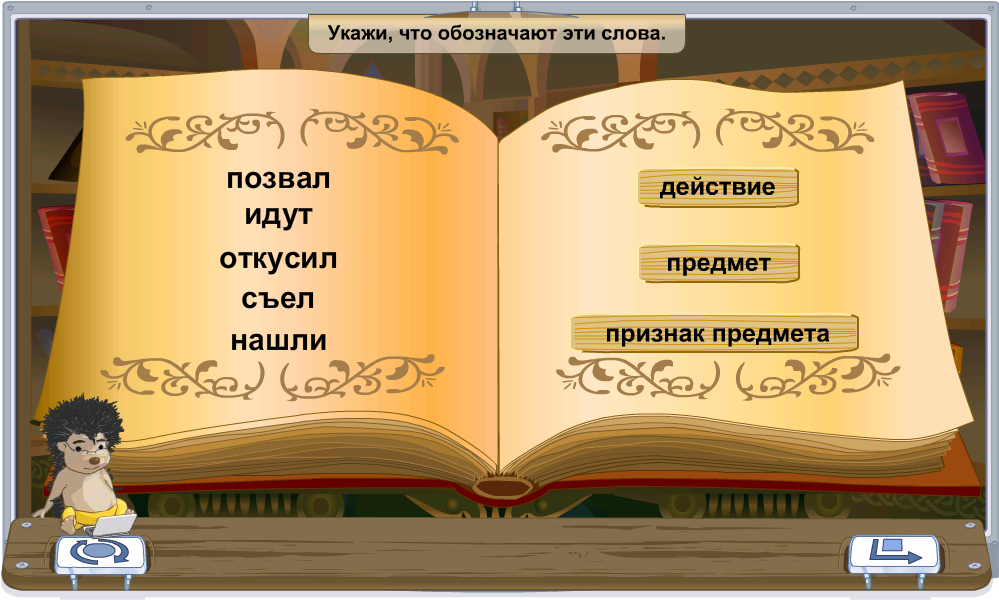 Укажи, что обозначают эти слова.
позвал
идут
откусил
съел
нашли
действие
предмет
признак предмета